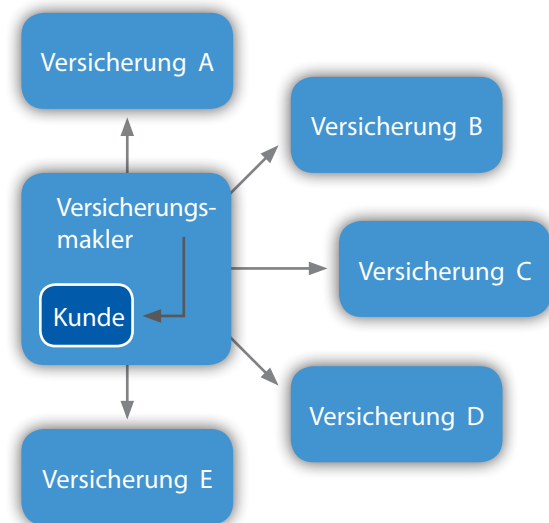 Versicherung A
Versicherung B
Versicherungs-
makler
Kunde
Versicherung C
Versicherung D
Versicherung E